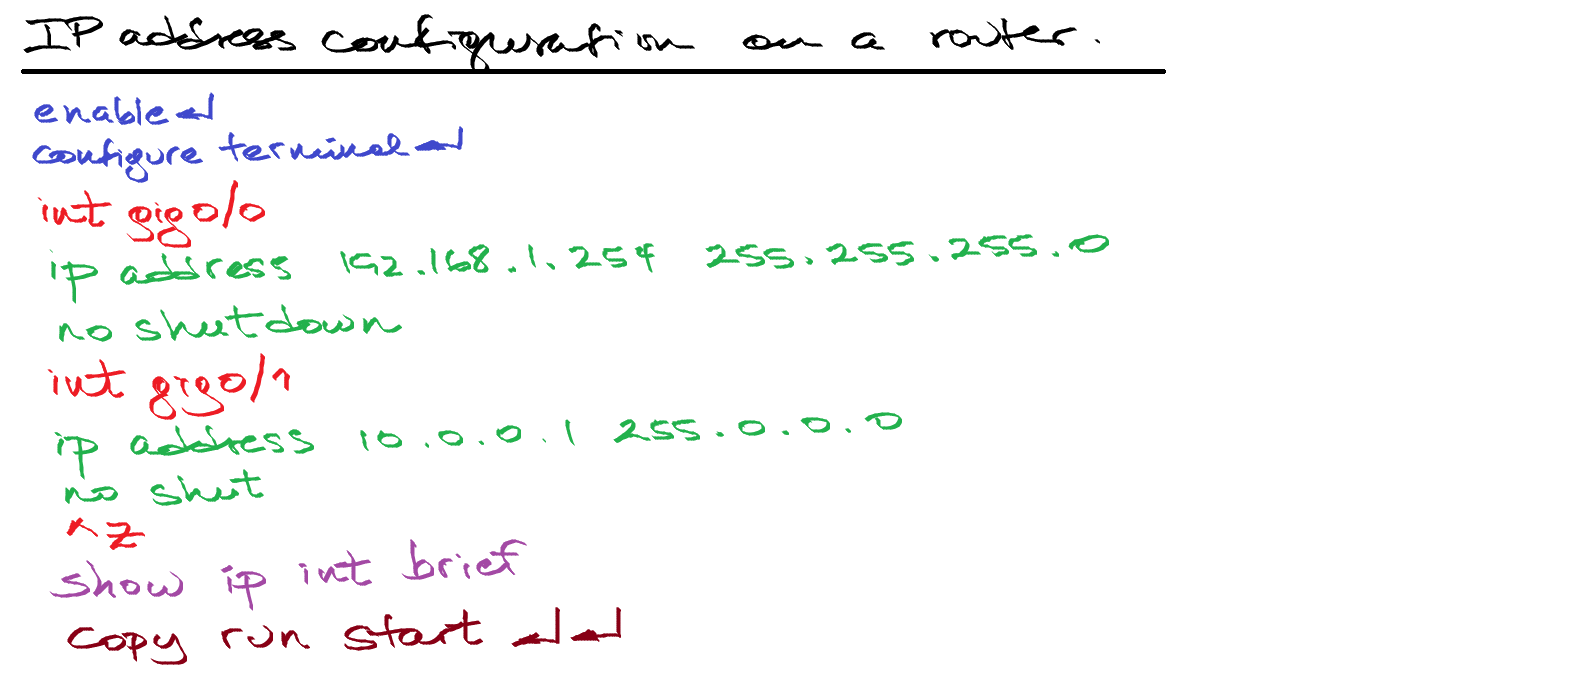 IP address configuration on a router.
enable↵
configure terminal↵
int gig0/0
ip address 192.168.1.254 255.255.255.0
no shutdown
int gig0/1
ip address 10.0.0.1 255.0.0.0
no shut
^Z
show ip int brief
copy run start ↵↵